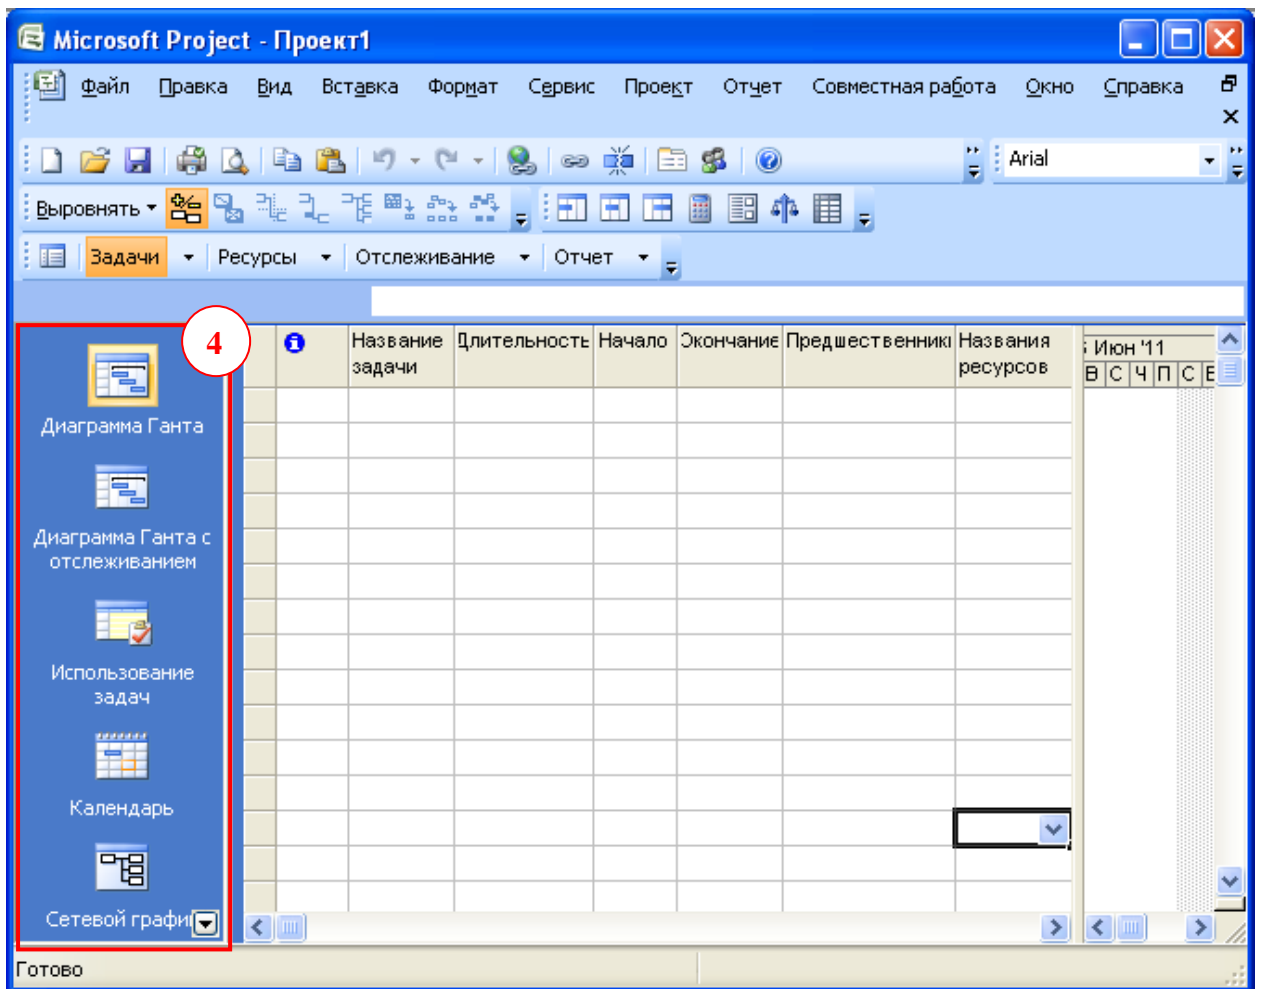 Microsoft Project - Проект1
Файл Правка Вид Вставка Формат Сервис Проект Отчет Совместная работа Окно Справка
Arial
Выровнять
Задачи Ресурсы Отслеживание Отчет
4
Название задачи
Длительность
Начало
Окончание
Предшественники
Названия ресурсов
Июн '11
В С Ч П С В
Диаграмма Ганта
Диаграмма Ганта с
отслеживанием
Использование
задач
Календарь
Сетевой график
Готово